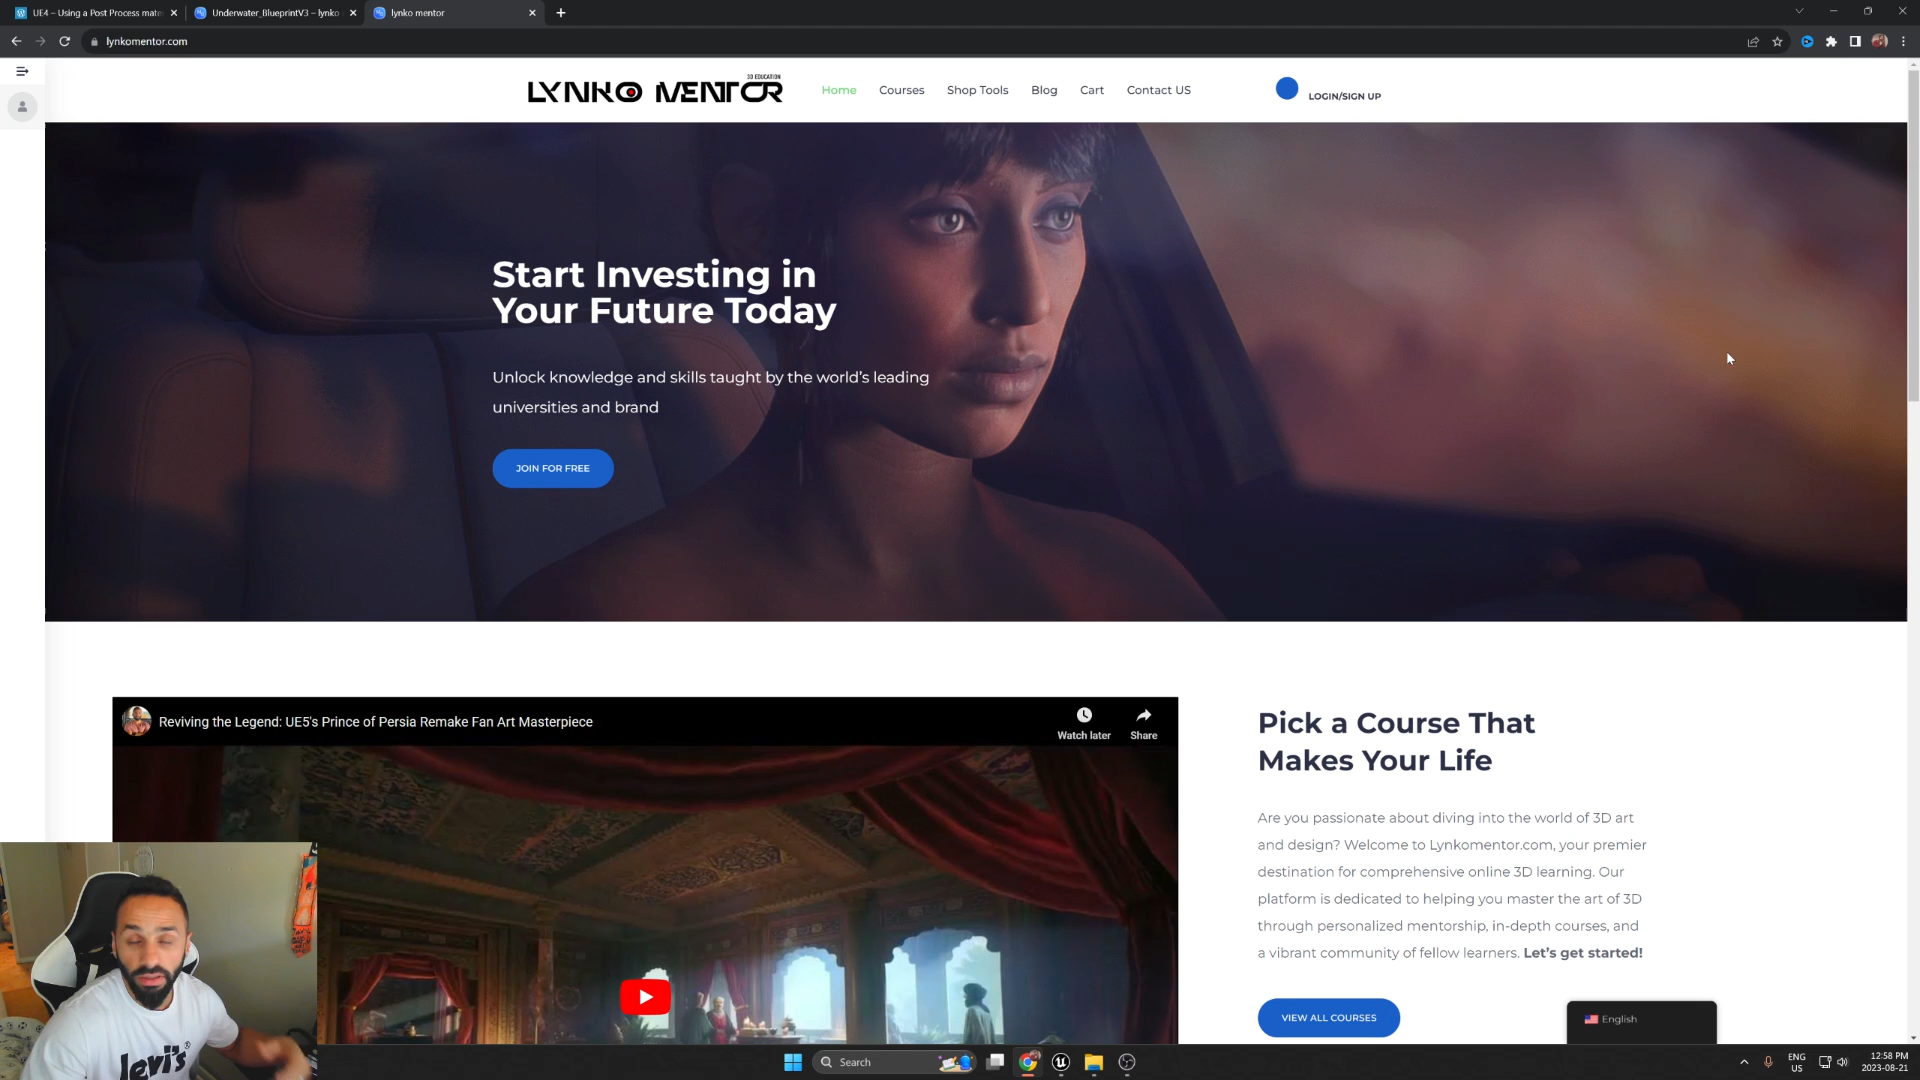 UE4 – Using a Post Process mate
Underwater_BlueprintV3 – lynko
lynko mentor
lynkomentor.com
3D EDUCATION
LYNKO MENTOR
Home
Courses
Shop Tools
Blog
Cart
Contact US
LOGIN/SIGN UP
Start Investing in
Your Future Today
Unlock knowledge and skills taught by the world's leading
universities and brand
JOIN FOR FREE
Reviving the Legend: UE5's Prince of Persia Remake Fan Art Masterpiece
Watch later
Share
Pick a Course That
Makes Your Life
Are you passionate about diving into the world of 3D art
and design? Welcome to Lynkomentor.com, your premier
destination for comprehensive online 3D learning. Our
platform is dedicated to helping you master the art of 3D
through personalized mentorship, in-depth courses, and
a vibrant community of fellow learners. Let's get started!
VIEW ALL COURSES
English
levi's®
Search
ENG
US
12:58 PM
2023-08-21